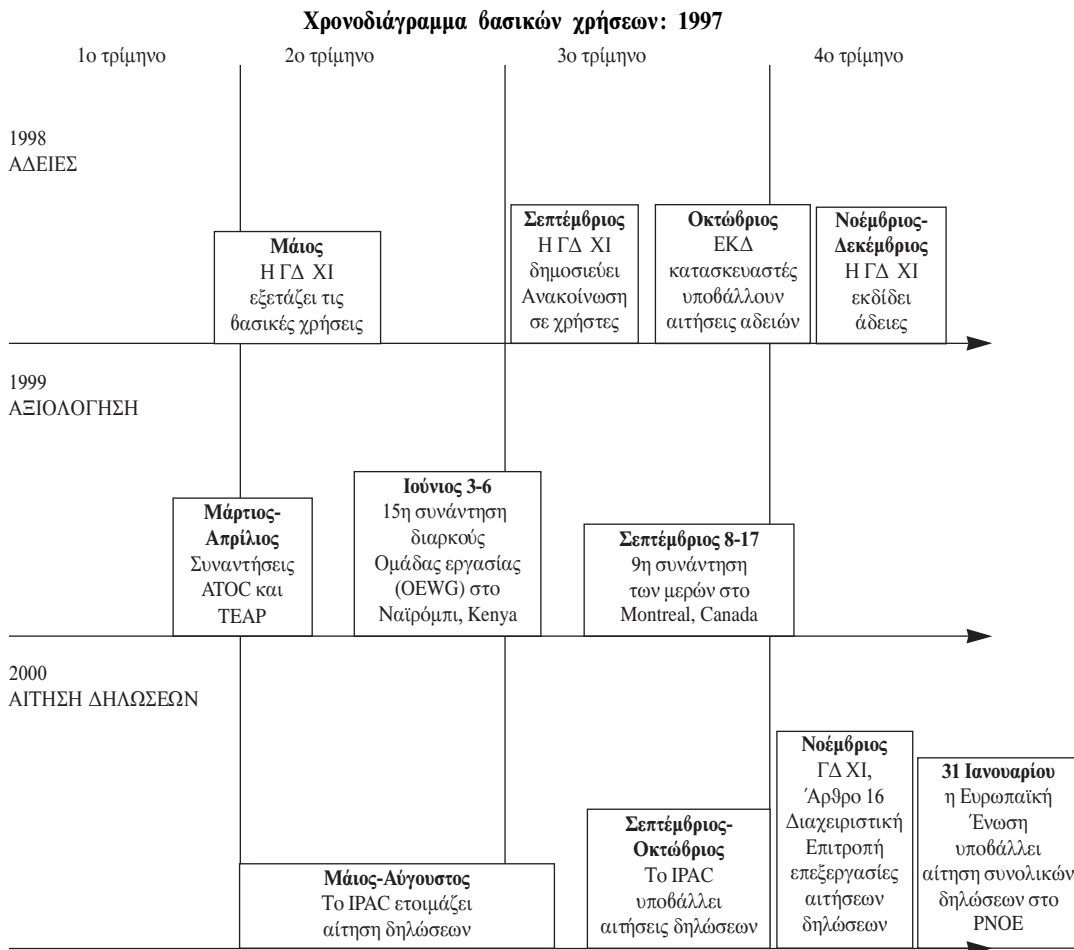 Χρονοδιάγραμμα βασικών χρήσεων: 1997
1ο τρίμηνο
2ο τρίμηνο
3ο τρίμηνο
4ο τρίμηνο
1998
ΑΔΕΙΕΣ
Μάιος
Η ΓΔ XI
εξετάζει τις
βασικές χρήσεις
Σεπτέμβριος
Η ΓΔ XI
δημοσιεύει
Ανακοίνωση
σε χρήστες
Οκτώβριος
ΕΚΔ
κατασκευαστές
υποβάλλουν
αιτήσεις αδειών
Νοέμβριος-
Δεκέμβριος
Η ΓΔ XI
εκδίδει
άδειες
1999
ΑΞΙΟΛΟΓΗΣΗ
Μάρτιος-
Απρίλιος
Συναντήσεις
ATOC και
TEAP
Ιούνιος 3-6
15η συνάντηση
διαρκούς
Ομάδας εργασίας
(OEWG) στο
Ναϊρόμπι, Kenya
Σεπτέμβριος 8-17
9η συνάντηση
των μερών στο
Montreal, Canada
2000
ΑΙΤΗΣΗ ΔΗΛΩΣΕΩΝ
Μάιος-Αύγουστος
Το IPAC ετοιμάζει
αίτηση δηλώσεων
Σεπτέμβριος-
Οκτώβριος
Το IPAC
υποβάλλει
αιτήσεις δηλώσεων
Νοέμβριος
ΓΔ XI,
Άρθρο 16
Διαχειριστική
Επιτροπή
επεξεργασίες
αιτήσεων
δηλώσεων
31 Ιανουαρίου
η Ευρωπαϊκή
Ένωση
υποβάλλει
αίτηση συνολικών
δηλώσεων στο
PNOE